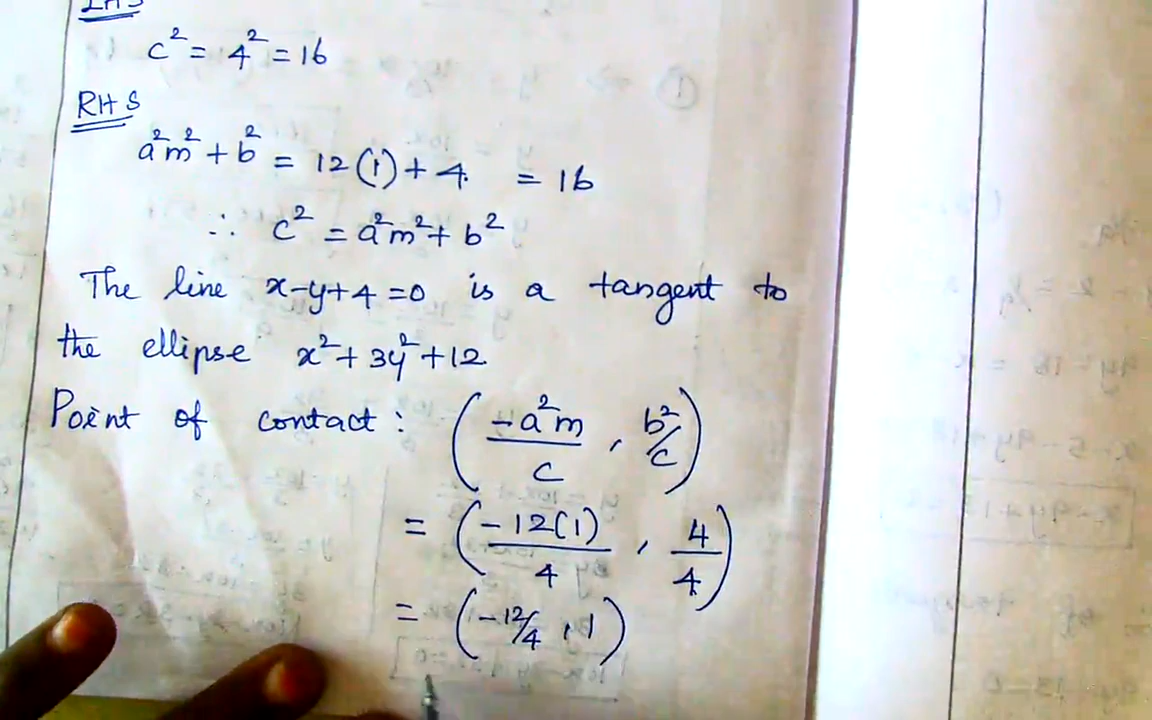 LHS
c² = 4² = 16
RHS
a²m² + b² = 12(1) + 4 = 16
∴ c² = a²m² + b²
The line x-y+4=0 is a tangent to
the ellipse x²+3y²+12
Point of contact : (-a²m/c , b²/c)
= (-12(1)/4 , 4/4)
= (-12/4 , 1)